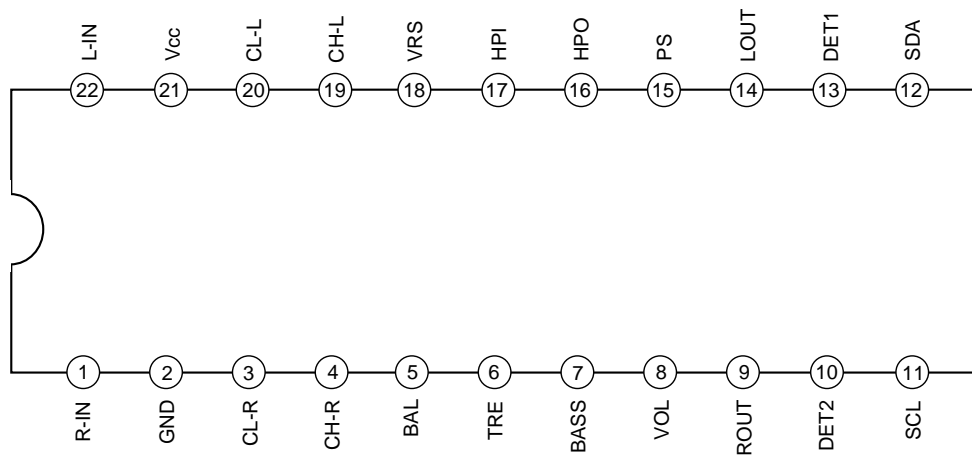 L-IN Vcc CL-L CH-L VRS HPI HPO PS LOUT DET1 SDA
22 21 20 19 18 17 16 15 14 13 12
1 2 3 4 5 6 7 8 9 10 11
R-IN GND CL-R CH-R BAL TRE BASS VOL ROUT DET2 SCL